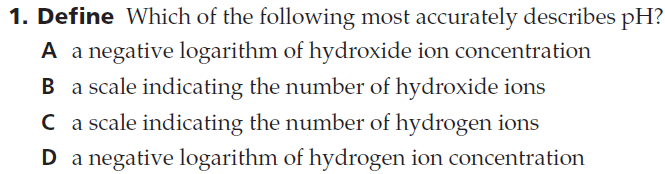 1. Define Which of the following most accurately describes pH?
A a negative logarithm of hydroxide ion concentration
B a scale indicating the number of hydroxide ions
C a scale indicating the number of hydrogen ions
D a negative logarithm of hydrogen ion concentration